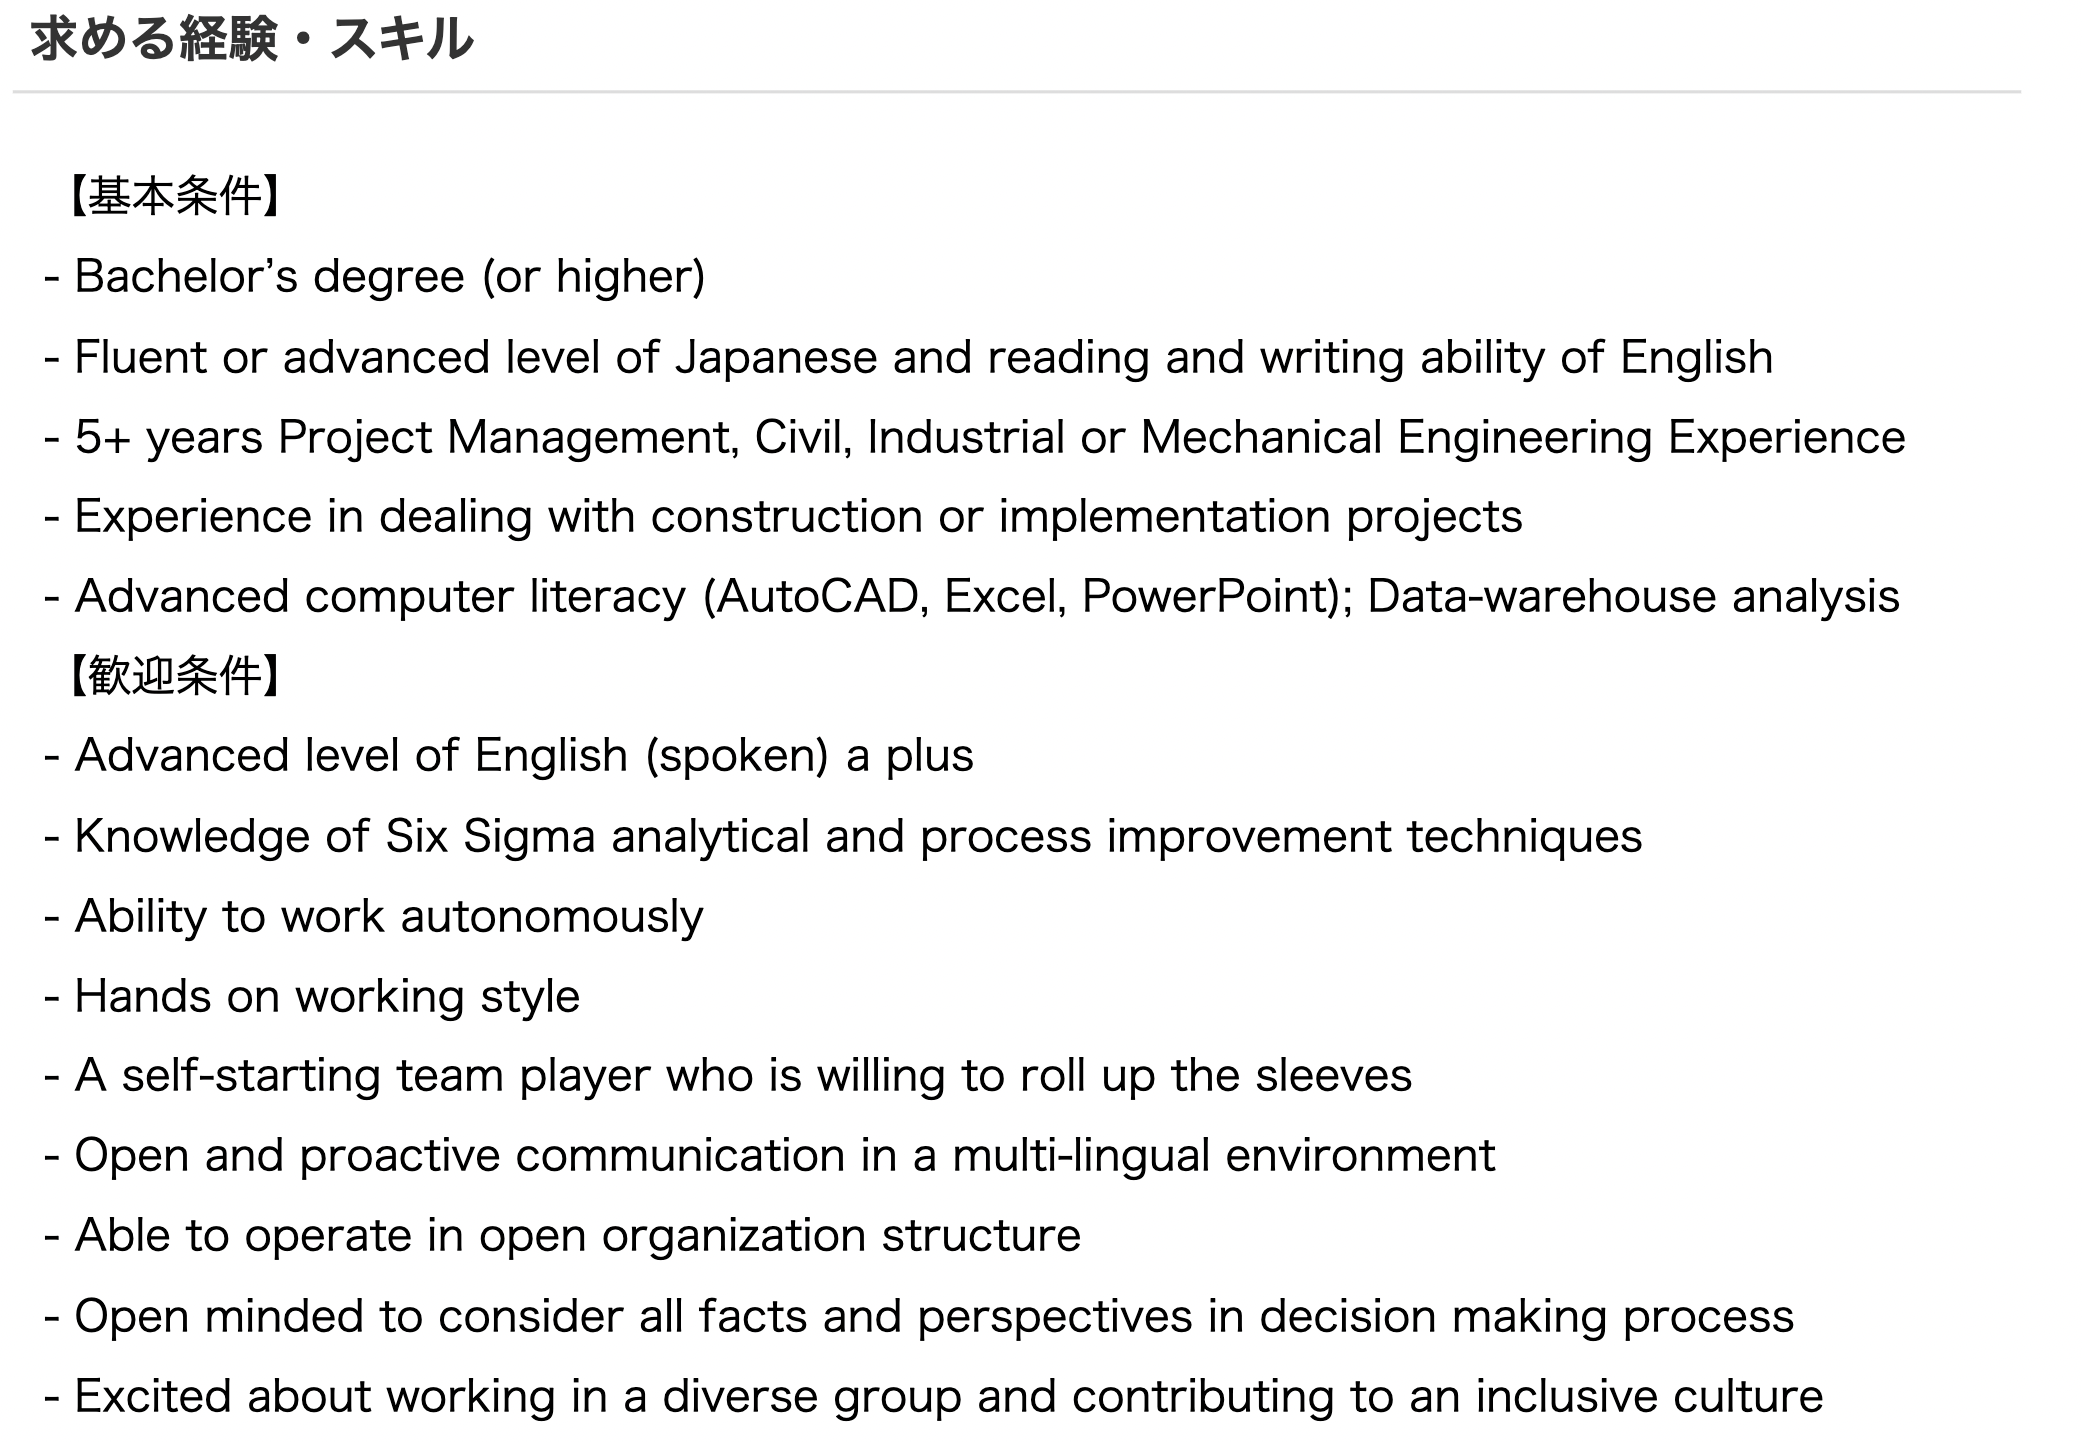 求める経験・スキル
【基本条件】
- Bachelor’s degree (or higher)
- Fluent or advanced level of Japanese and reading and writing ability of English
- 5+ years Project Management, Civil, Industrial or Mechanical Engineering Experience
- Experience in dealing with construction or implementation projects
- Advanced computer literacy (AutoCAD, Excel, PowerPoint); Data-warehouse analysis
【歓迎条件】
- Advanced level of English (spoken) a plus
- Knowledge of Six Sigma analytical and process improvement techniques
- Ability to work autonomously
- Hands on working style
- A self-starting team player who is willing to roll up the sleeves
- Open and proactive communication in a multi-lingual environment
- Able to operate in open organization structure
- Open minded to consider all facts and perspectives in decision making process
- Excited about working in a diverse group and contributing to an inclusive culture